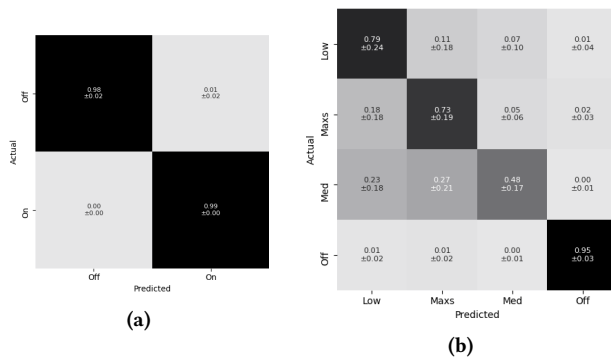 Actual
Off
On
0.98
±0.02
0.01
±0.02
0.00
±0.00
0.99
±0.00
Off On
Predicted
(a)
Actual
Low
Maxs
Med
Off
0.79
±0.24
0.11
±0.18
0.07
±0.10
0.01
±0.04
0.18
±0.18
0.73
±0.19
0.05
±0.06
0.02
±0.03
0.23
±0.18
0.27
±0.21
0.48
±0.17
0.00
±0.01
0.01
±0.02
0.01
±0.02
0.00
±0.01
0.95
±0.03
Low Maxs Med Off
Predicted
(b)